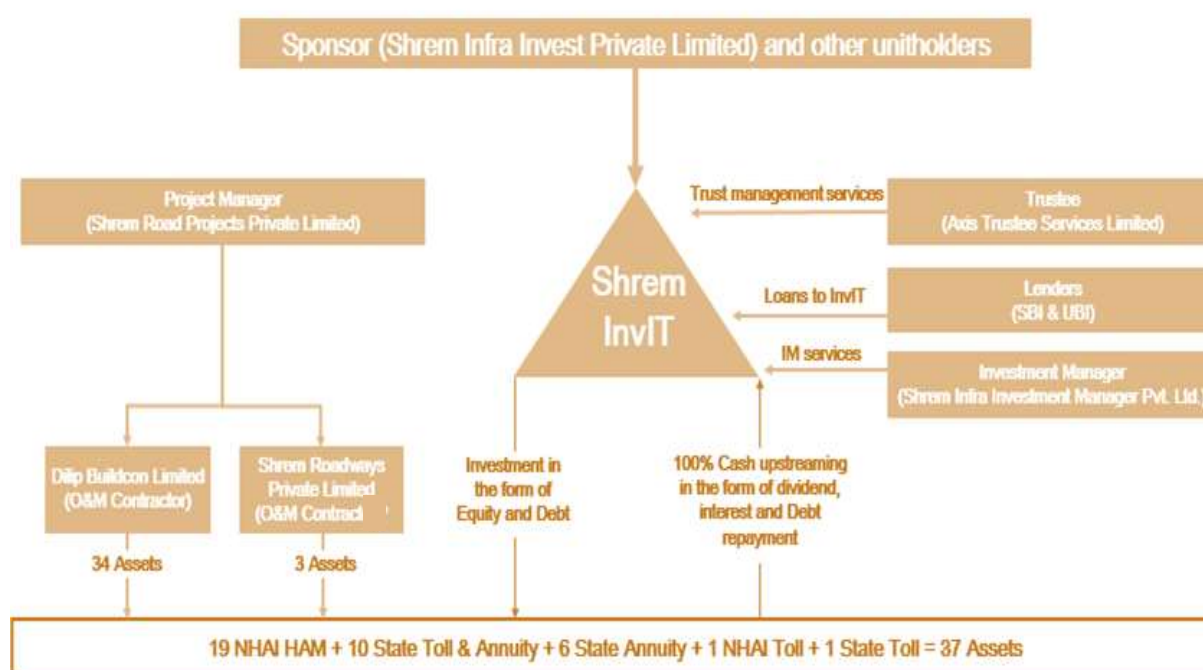 Sponsor (Shrem Infra Invest Private Limited) and other unitholders
Project Manager
(Shrem Road Projects Private Limited)
Trust management services
Trustee
(Axis Trustee Services Limited)
Shrem
InvIT
Loans to InvIT
Lenders
(SBI & UBI)
IM services
Investment Manager
(Shrem Infra Investment Manager Pvt. Ltd.)
Dilip Buildcon Limited
(O&M Contractor)
Shrem Roadways
Private Limited
(O&M Contract
Investment in
the form of
Equity and Debt
100% Cash upstreaming
in the form of dividend,
interest and Debt
repayment
34 Assets
3 Assets
19 NHAI HAM + 10 State Toll & Annuity + 6 State Annuity + 1 NHAI Toll + 1 State Toll = 37 Assets